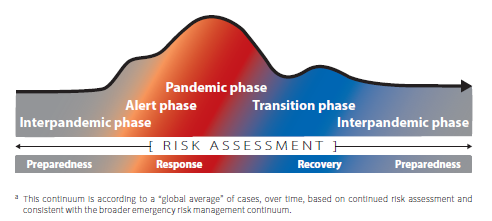 Pandemic phase
Alert phase Transition phase
Interpandemic phase Interpandemic phase
[ RISK ASSESSMENT ]
Preparedness Response Recovery Preparedness
a This continuum is according to a “global average” of cases, over time, based on continued risk assessment and
consistent with the broader emergency risk management continuum.